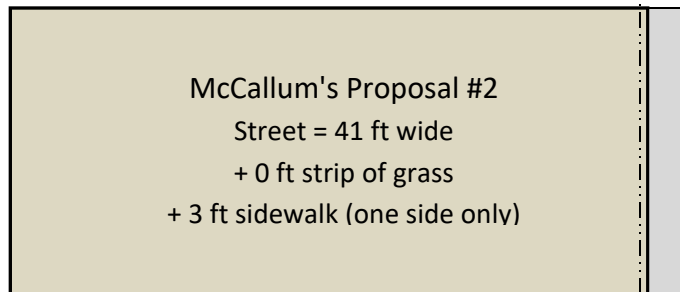 McCallum's Proposal #2
Street = 41 ft wide
+ 0 ft strip of grass
+ 3 ft sidewalk (one side only)